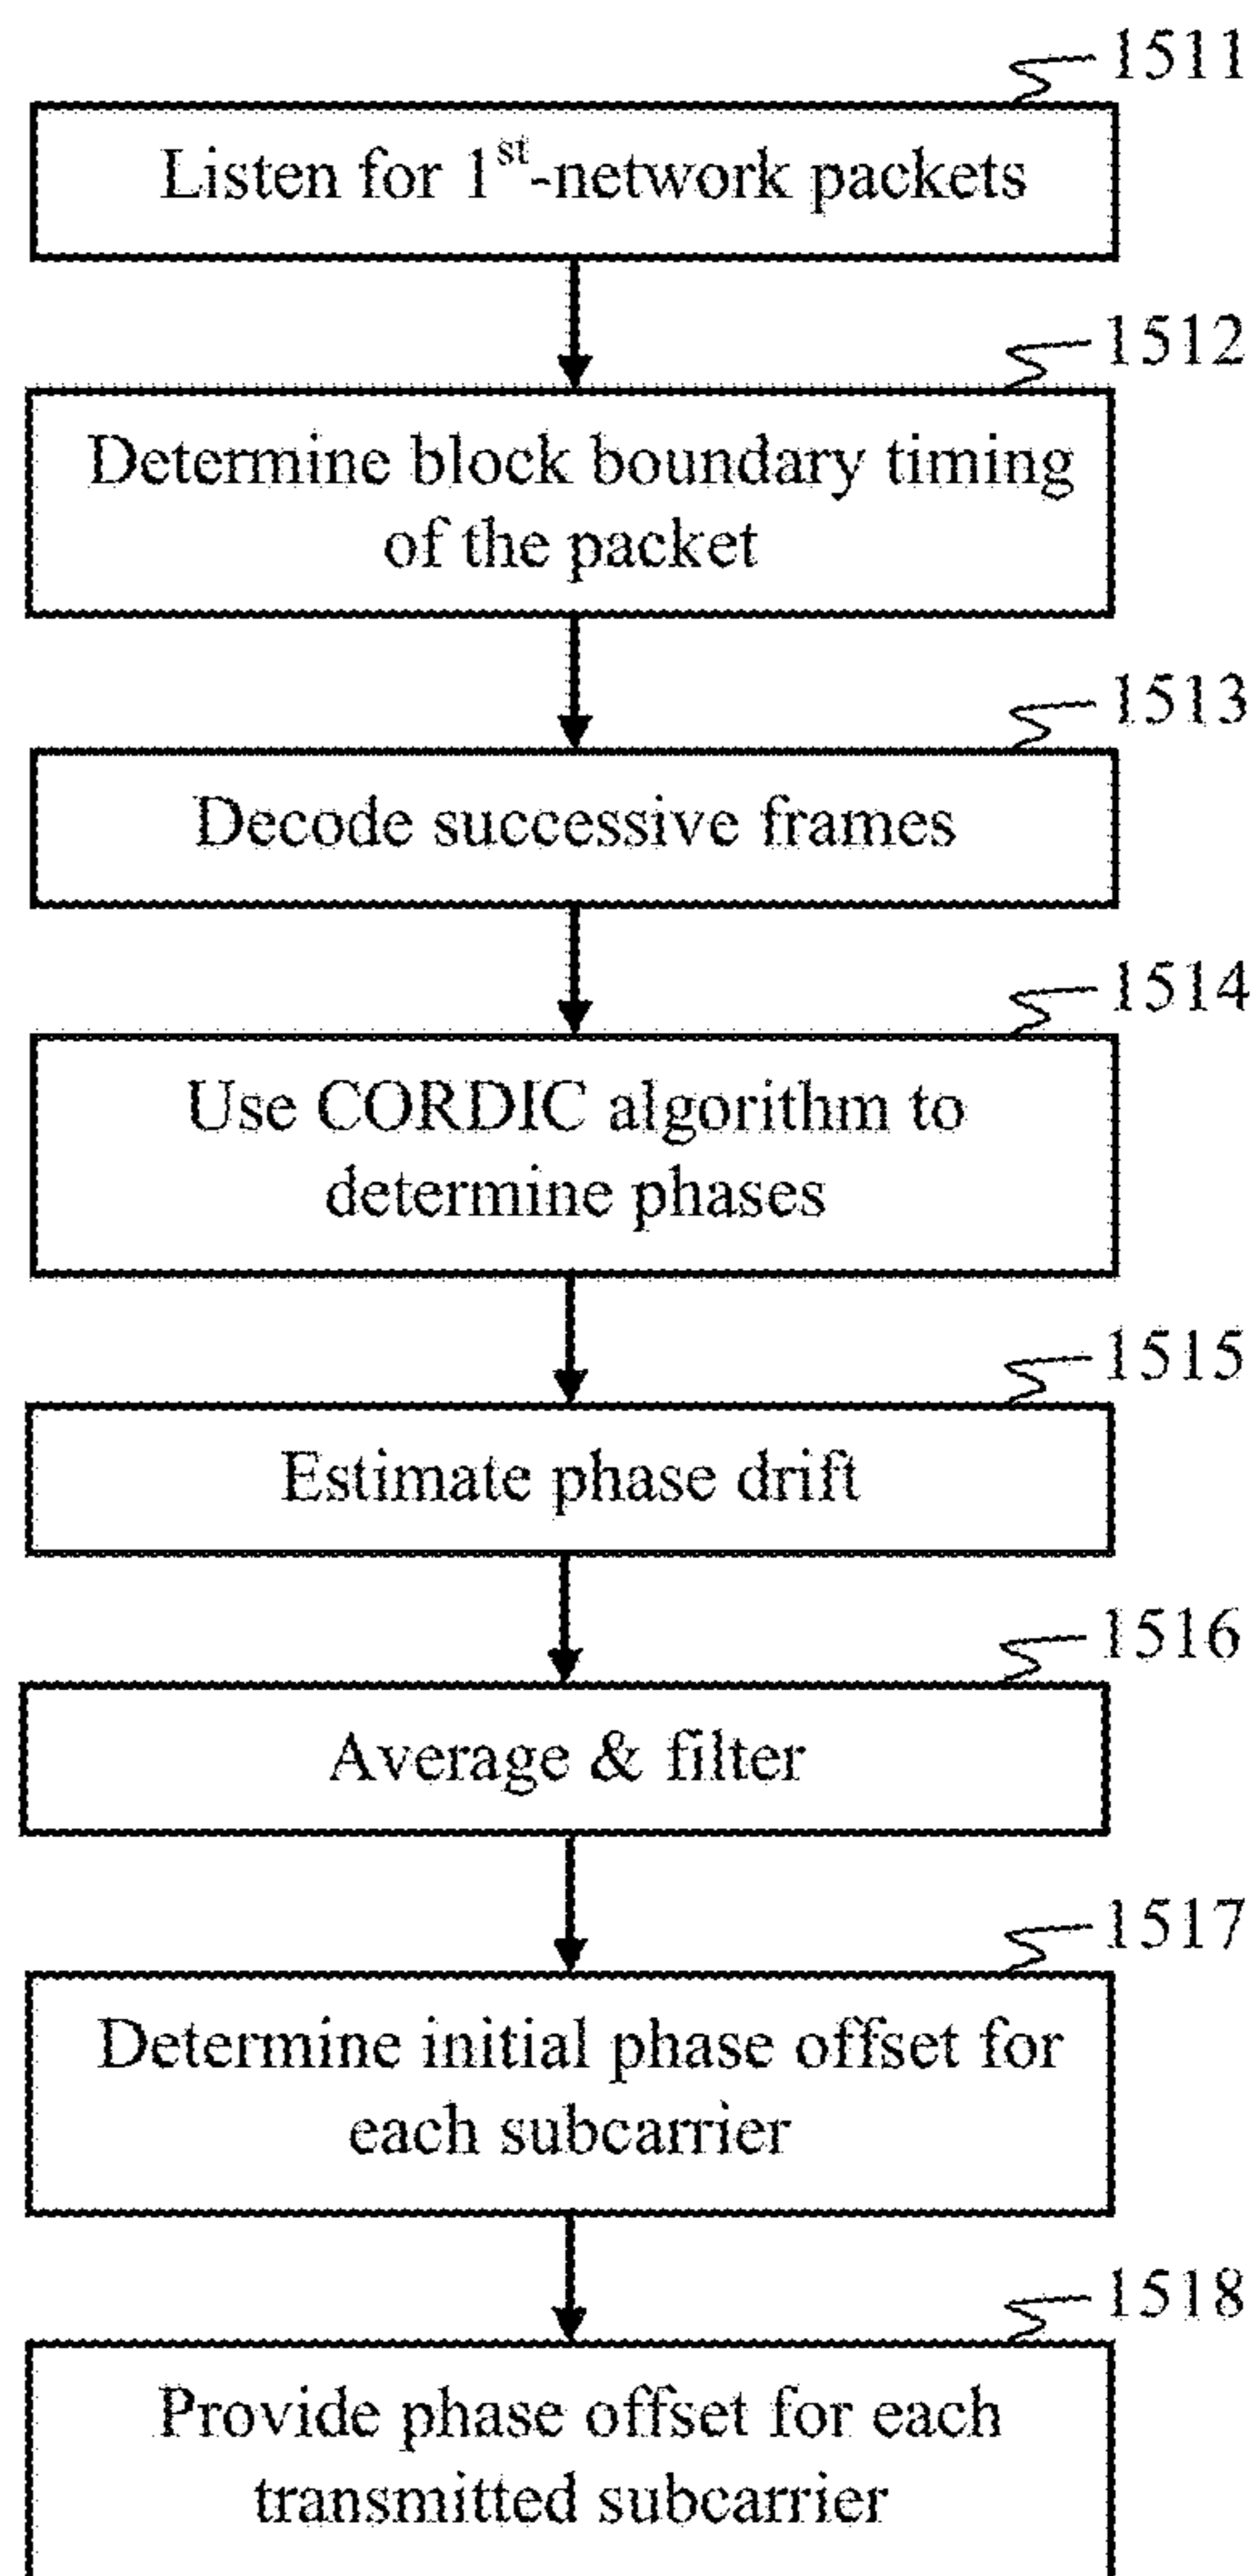 1511
Listen for 1st-network packets
1512
Determine block boundary timing
of the packet
1513
Decode successive frames
1514
Use CORDIC algorithm to
determine phases
1515
Estimate phase drift
1516
Average & filter
1517
Determine initial phase offset for
each subcarrier
1518
Provide phase offset for each
transmitted subcarrier